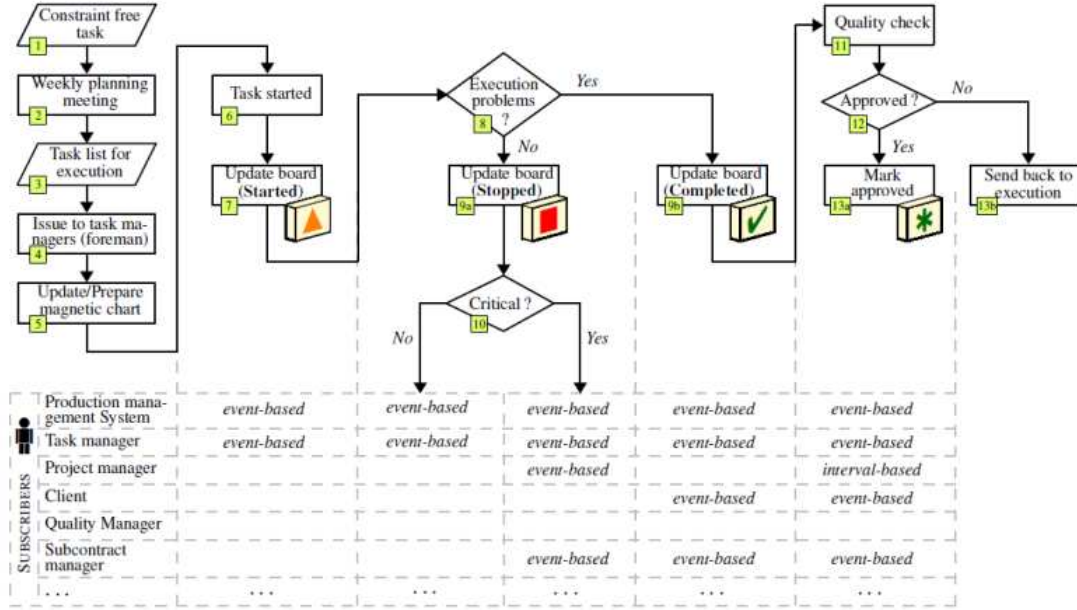 Constraint free
task
1
Weekly planning
meeting
2
Task list for
execution
3
Issue to task ma-
nagers (foreman)
4
Update/Prepare
magnetic chart
5
Task started
6
Update board
(Started)
7
Execution
problems
?
8
Yes
No
Update board
(Stopped)
9a
Update board
(Completed)
9b
Critical ?
10
No
Yes
Quality check
11
Approved ?
12
No
Yes
Mark
approved
13a
Send back to
execution
13b
SUBSCRIBERS
Production mana-
gement System
event-based event-based event-based event-based event-based
Task manager event-based event-based event-based event-based event-based
Project manager event-based interval-based
Client event-based event-based
Quality Manager
Subcontract
manager
event-based event-based event-based
... ... ... ... ... ...